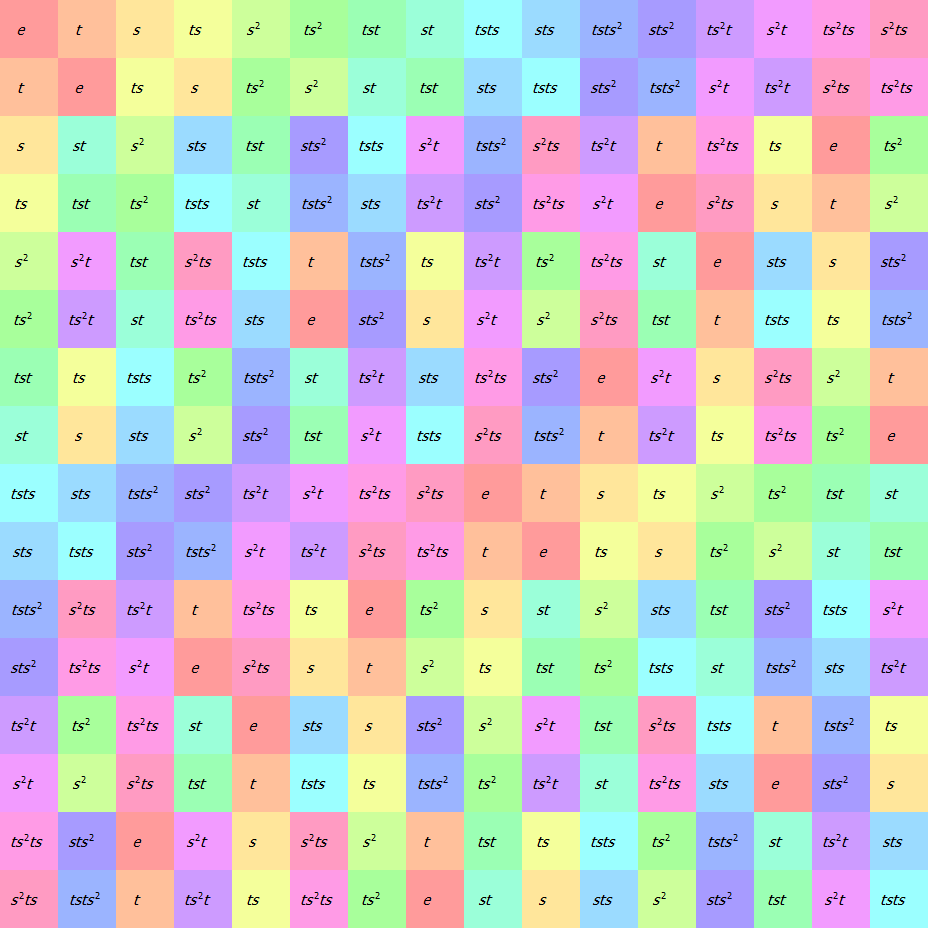 e t s ts s² ts² tst st tsts sts tsts² sts² ts²t s²t ts²ts s²ts
t e ts s ts² s² st tst sts tsts sts² tsts² s²t ts²t s²ts ts²ts
s st s² sts tst sts² tsts s²t tsts² s²ts ts²t t ts²ts ts e ts²
ts tst ts² tsts st tsts² sts ts²t sts² ts²ts s²t e s²ts s t s²
s² s²t tst s²ts tsts t tsts² ts ts²t ts² ts²ts st e sts s sts²
ts² ts²t st ts²ts sts e sts² s s²t s² s²ts tst t tsts ts tsts²
tst ts tsts ts² tsts² st ts²t sts ts²ts sts² e s²t s s²ts s² t
st s sts s² sts² tst s²t tsts s²ts tsts² t ts²t ts ts²ts ts² e
tsts sts tsts² sts² ts²t s²t ts²ts s²ts e t s ts s² ts² tst st
sts tsts sts² tsts² s²t ts²t s²ts ts²ts t e ts s ts² s² st tst
tsts² s²ts ts²t t ts²ts ts e ts² s st s² sts tst sts² tsts s²t
sts² ts²ts s²t e s²ts s t s² ts tst ts² tsts st tsts² sts ts²t
ts²t ts² ts²ts st e sts s sts² s² s²t tst s²ts tsts t tsts² ts
s²t s² s²ts tst t tsts ts tsts² ts² ts²t st ts²ts sts e sts² s
ts²ts sts² e s²t s s²ts s² t tst ts tsts ts² tsts² st ts²t sts
s²ts tsts² t ts²t ts ts²ts ts² e st s sts s² sts² tst s²t tsts